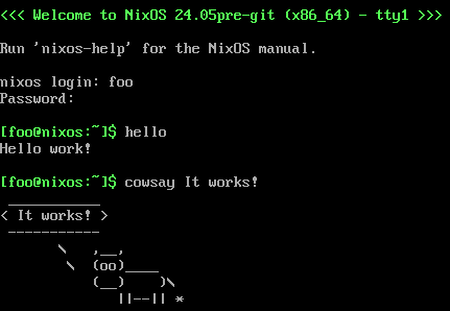 <<< Welcome to NixOS 24.05pre-git (x86_64) - tty1 >>>
Run 'nixos-help' for the NixOS manual.
nixos login: foo
Password:
[foo@nixos:~]$ hello
Hello work!
[foo@nixos:~]$ cowsay It works!
 ___________
< It works! >
 -----------
        \   ,__,
         \  (oo)____
            (__)    )\
               ||--|| *